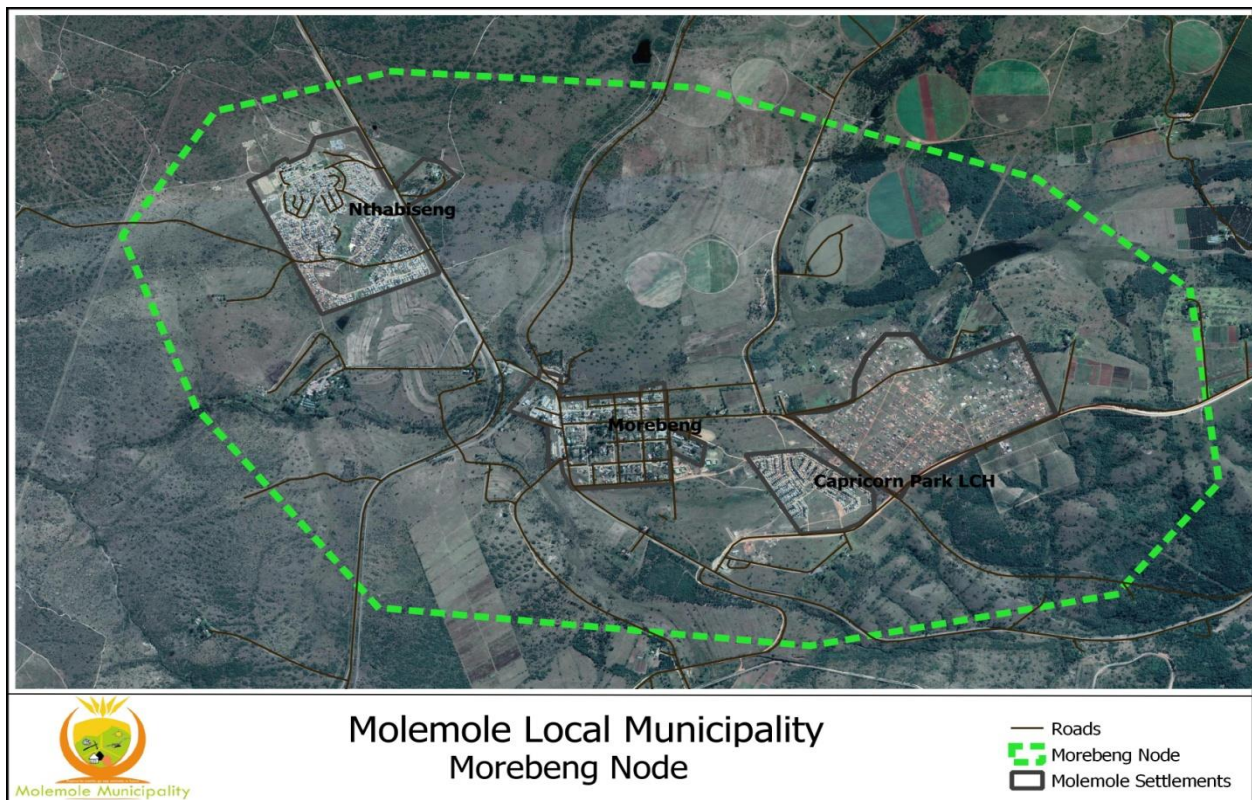 Nthabiseng
Morebeng
Capricorn Park LCH
Molemole Municipality
Molemole Local Municipality
Morebeng Node
Roads
Morebeng Node
Molemole Settlements